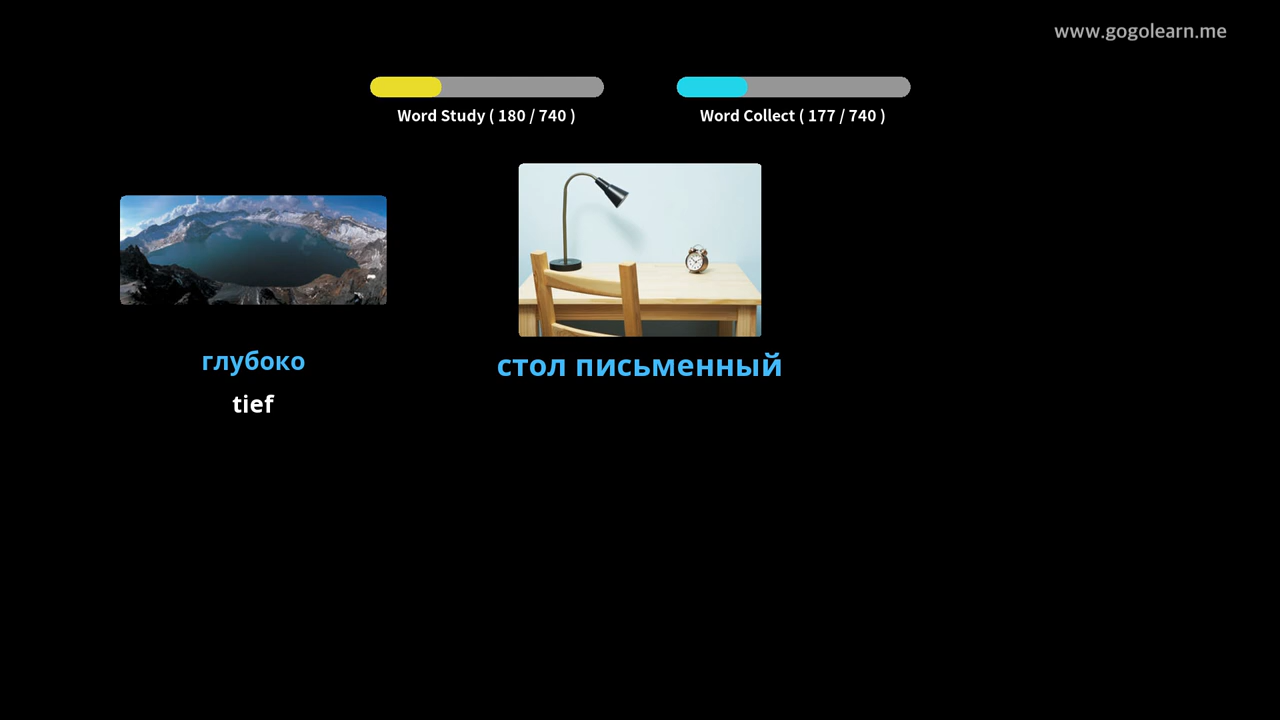 www.gogolearn.me
Word Study ( 180 / 740 )
Word Collect ( 177 / 740 )
глубоко
tief
стол письменный